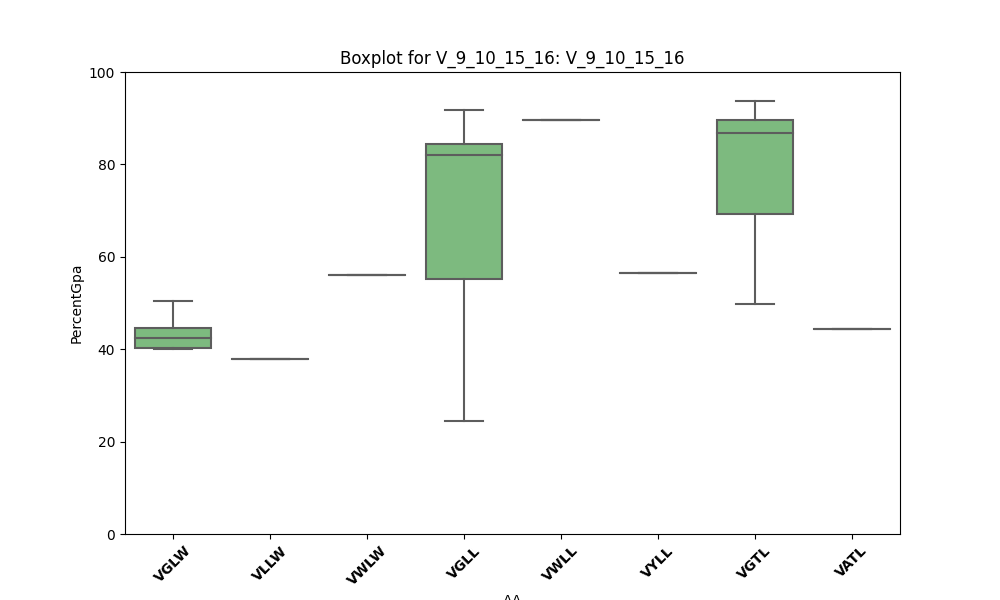 Boxplot for V_9_10_15_16: V_9_10_15_16
100
80
60
40
20
0
PercentGpa
VGLW
VLLW
VWLW
VGLL
VWLL
VYLL
VGTL
VATL
AA